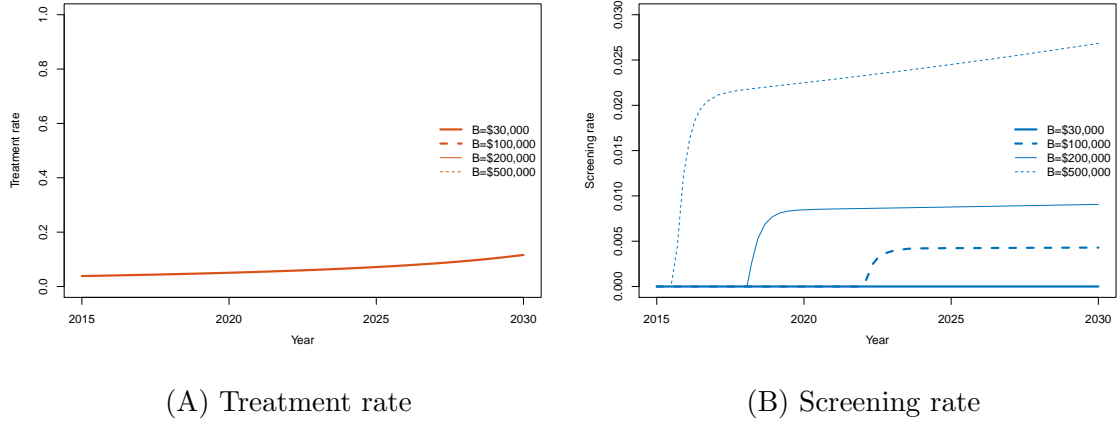 1.0
0.8
0.6
0.4
0.2
0.0
Treatment rate
B=$30,000
B=$100,000
B=$200,000
B=$500,000
2015
2020
2025
2030
Year
(A) Treatment rate
0.030
0.025
0.020
0.015
0.010
0.005
0.000
Screening rate
B=$30,000
B=$100,000
B=$200,000
B=$500,000
2015
2020
2025
2030
Year
(B) Screening rate